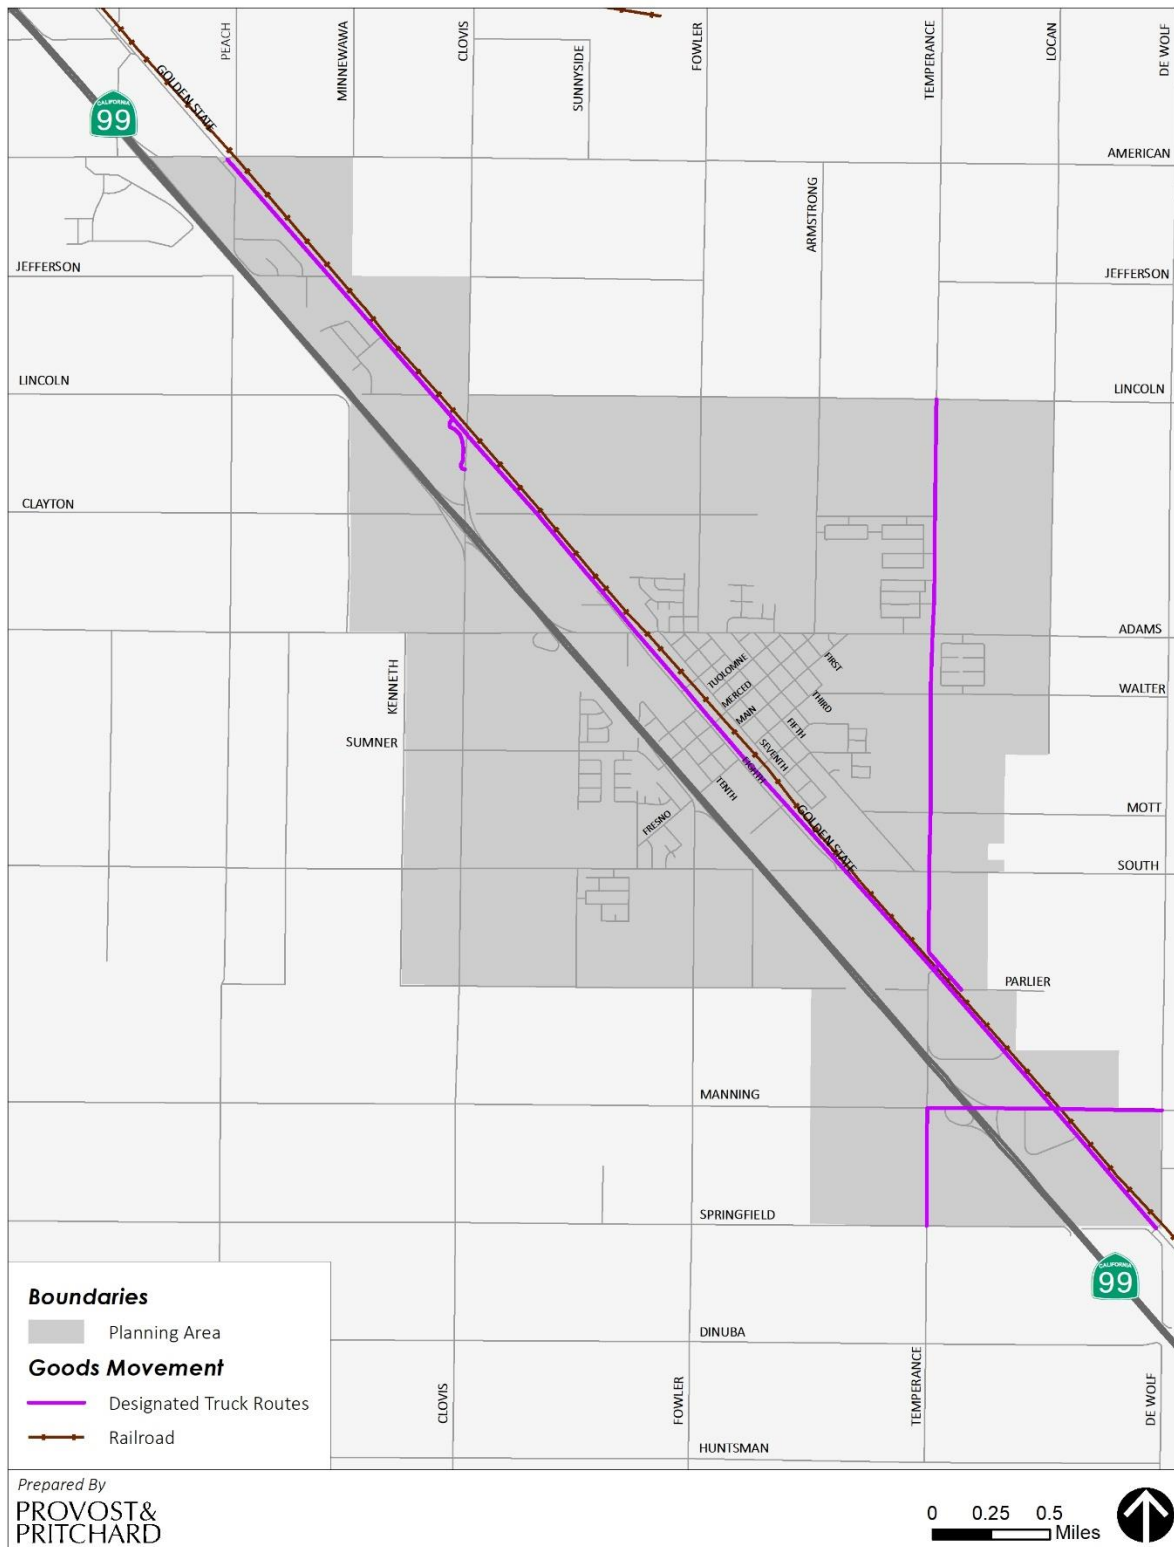 PEACH
MINNEWAWA
CLOVIS
SUNNYSIDE
FOWLER
TEMPERANCE
LOCAN
DE WOLF
GOLDEN STATE
CALIFORNIA
99
AMERICAN
ARMSTRONG
JEFFERSON
JEFFERSON
LINCOLN
LINCOLN
CLAYTON
ADAMS
KENNETH
TUOLOMNE
FIRST
MERCED
WALTER
THIRD
MAIN
FIFTH
SUMNER
SEVENTH
EIGHTH
TENTH
MOTT
FRESNO
GOLDEN STATE
SOUTH
PARLIER
MANNING
SPRINGFIELD
CALIFORNIA
99
DINUBA
CLOVIS
FOWLER
TEMPERANCE
DE WOLF
HUNTSMAN
Boundaries
Planning Area
Goods Movement
Designated Truck Routes
Railroad
Prepared By
PROVOST&
PRITCHARD
0 0.25 0.5
Miles